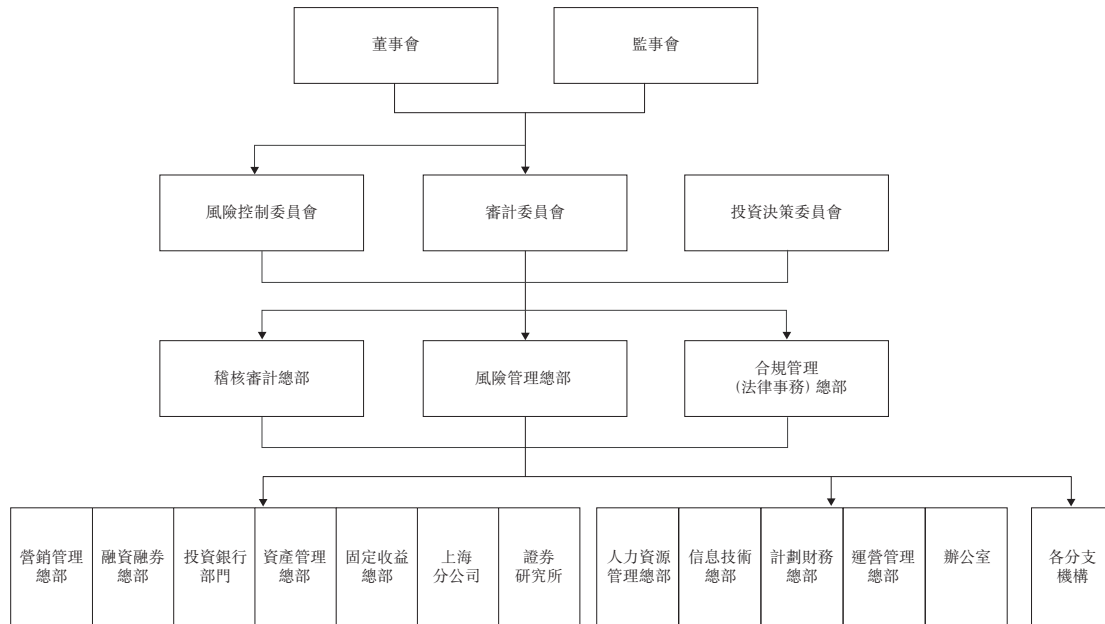 董事會
監事會
風險控制委員會
審計委員會
投資決策委員會
稽核審計總部
風險管理總部
合規管理
(法律事務) 總部
營銷管理
總部
融資融券
總部
投資銀行
部門
資產管理
總部
固定收益
總部
上海
分公司
證券
研究所
人力資源
管理總部
信息技術
總部
計劃財務
總部
運營管理
總部
辦公室
各分支
機構